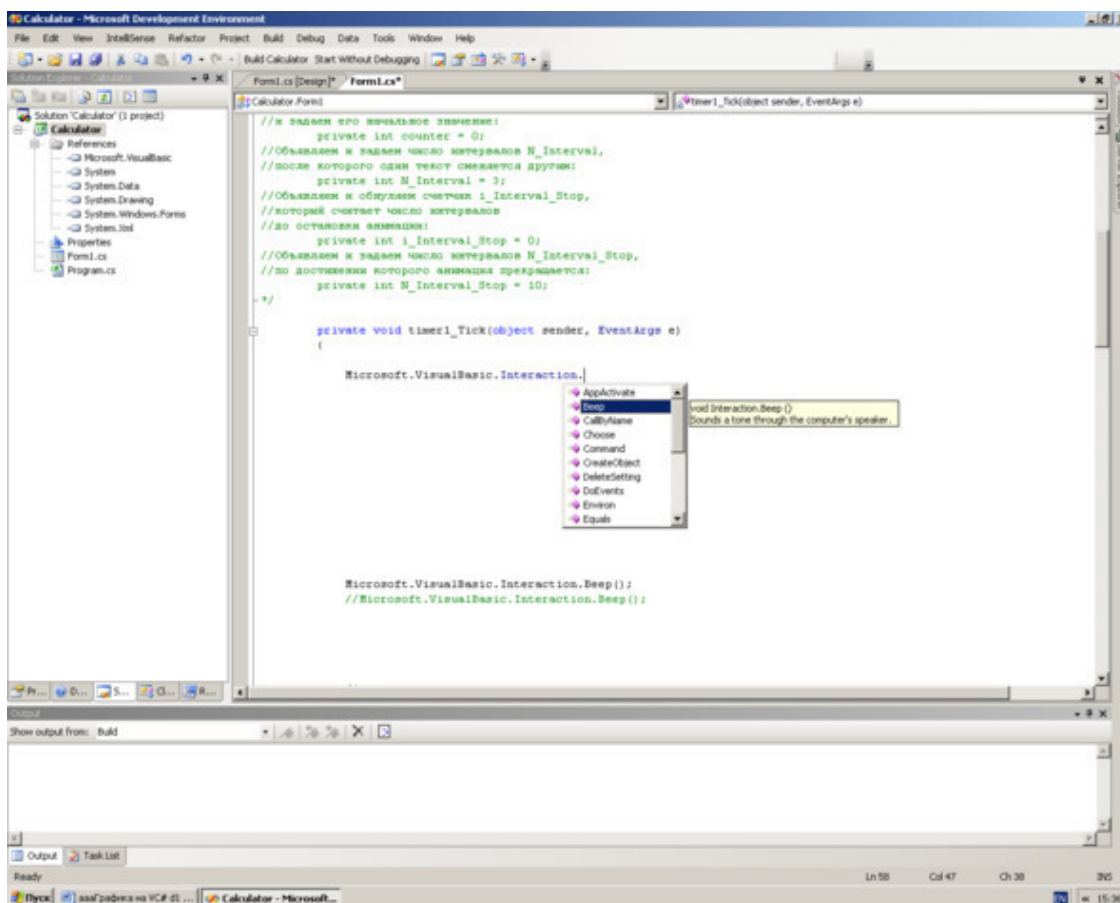 Calculator - Microsoft Development Environment
File Edit View IntelliSense Refactor Project Build Debug Data Tools Window Help
Build Calculator Start Without Debugging
Solution Explorer - Calculator
Form1.cs [Design]* Form1.cs*
Calculator.Form1
timer1_Tick(object sender, EventArgs e)
Solution 'Calculator' (1 project)
Calculator
References
Microsoft.VisualBasic
System
System.Data
System.Drawing
System.Windows.Forms
System.Xml
Properties
Form1.cs
Program.cs
//и задаем его начальное значение:
private int counter = 0;
//Объявляем и задаем число интервалов N_Interval,
//после которого один текст сменяется другим:
private int N_Interval = 3;
//Объявляем и обнуляем счетчик i_Interval_Stop,
//который считает число интервалов
//до остановки анимации:
private int i_Interval_Stop = 0;
//Объявляем и задаем число интервалов N_Interval_Stop,
//по достижении которого анимация прекращается:
private int N_Interval_Stop = 10;
*/
private void timer1_Tick(object sender, EventArgs e)
{
Microsoft.VisualBasic.Interaction.
AppActivate
Beep
CallByName
Choose
Command
CreateObject
DeleteSetting
DoEvents
Environ
Equals
void Interaction.Beep ()
Sounds a tone through the computer's speaker.
Microsoft.VisualBasic.Interaction.Beep();
//Microsoft.VisualBasic.Interaction.Beep();
Pr... D... S... Cl... R...
Output
Show output from: Build
Output Task List
Ready
Ln 58 Col 47 Ch 38 INS
Пуск
Calculator - Microsoft...
EN